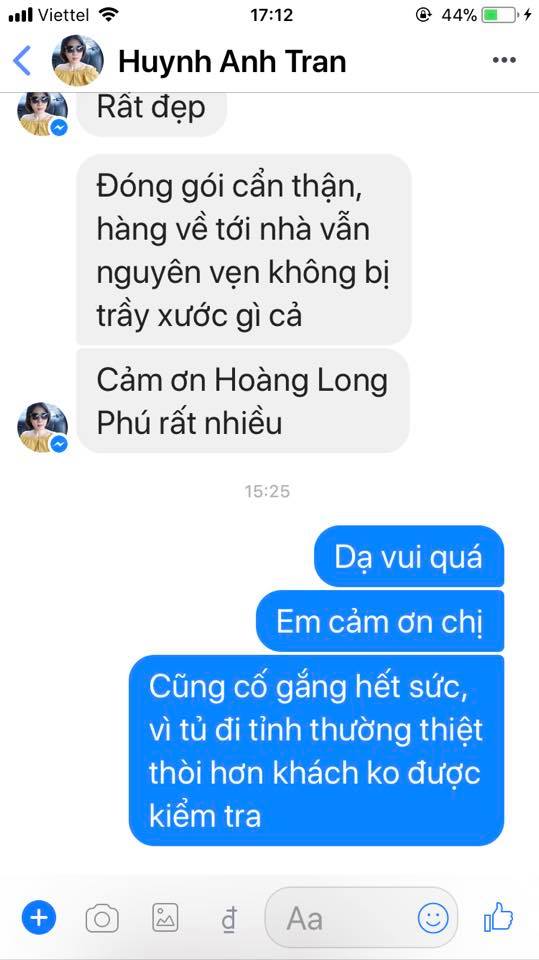 Viettel 17:12 44%
Huynh Anh Tran
Rất đẹp
Đóng gói cẩn thận,
hàng về tới nhà vẫn
nguyên vẹn không bị
trầy xước gì cả
Cảm ơn Hoàng Long
Phú rất nhiều
15:25
Dạ vui quá
Em cảm ơn chị
Cũng cố gắng hết sức,
vì tủ đi tỉnh thường thiệt
thòi hơn khách ko được
kiểm tra
đ Aa